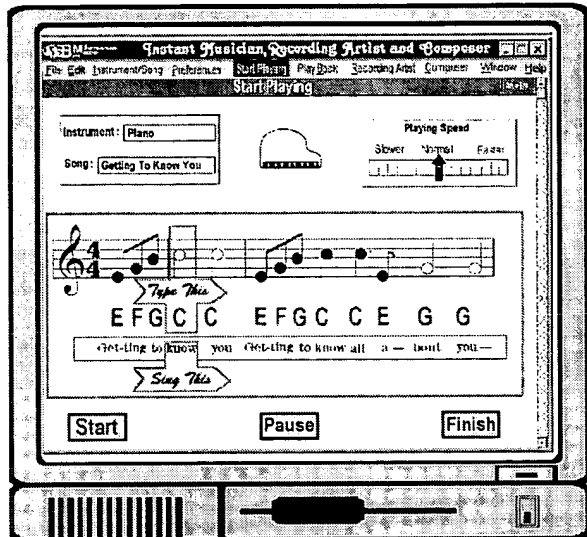 Instant Musician, Recording Artist and Composer
File Edit Instrument/Song Preferences Start Playing Play Back Recording Artist Composer Window Help
Start Playing
Instrument: Piano
Song: Getting To Know You
Playing Speed
Slower Normal Faster
4
4
Type This
E F G C C E F G C C E G G
Get-ting to know you Get-ting to know all a — bout you —
Sing This
Start Pause Finish